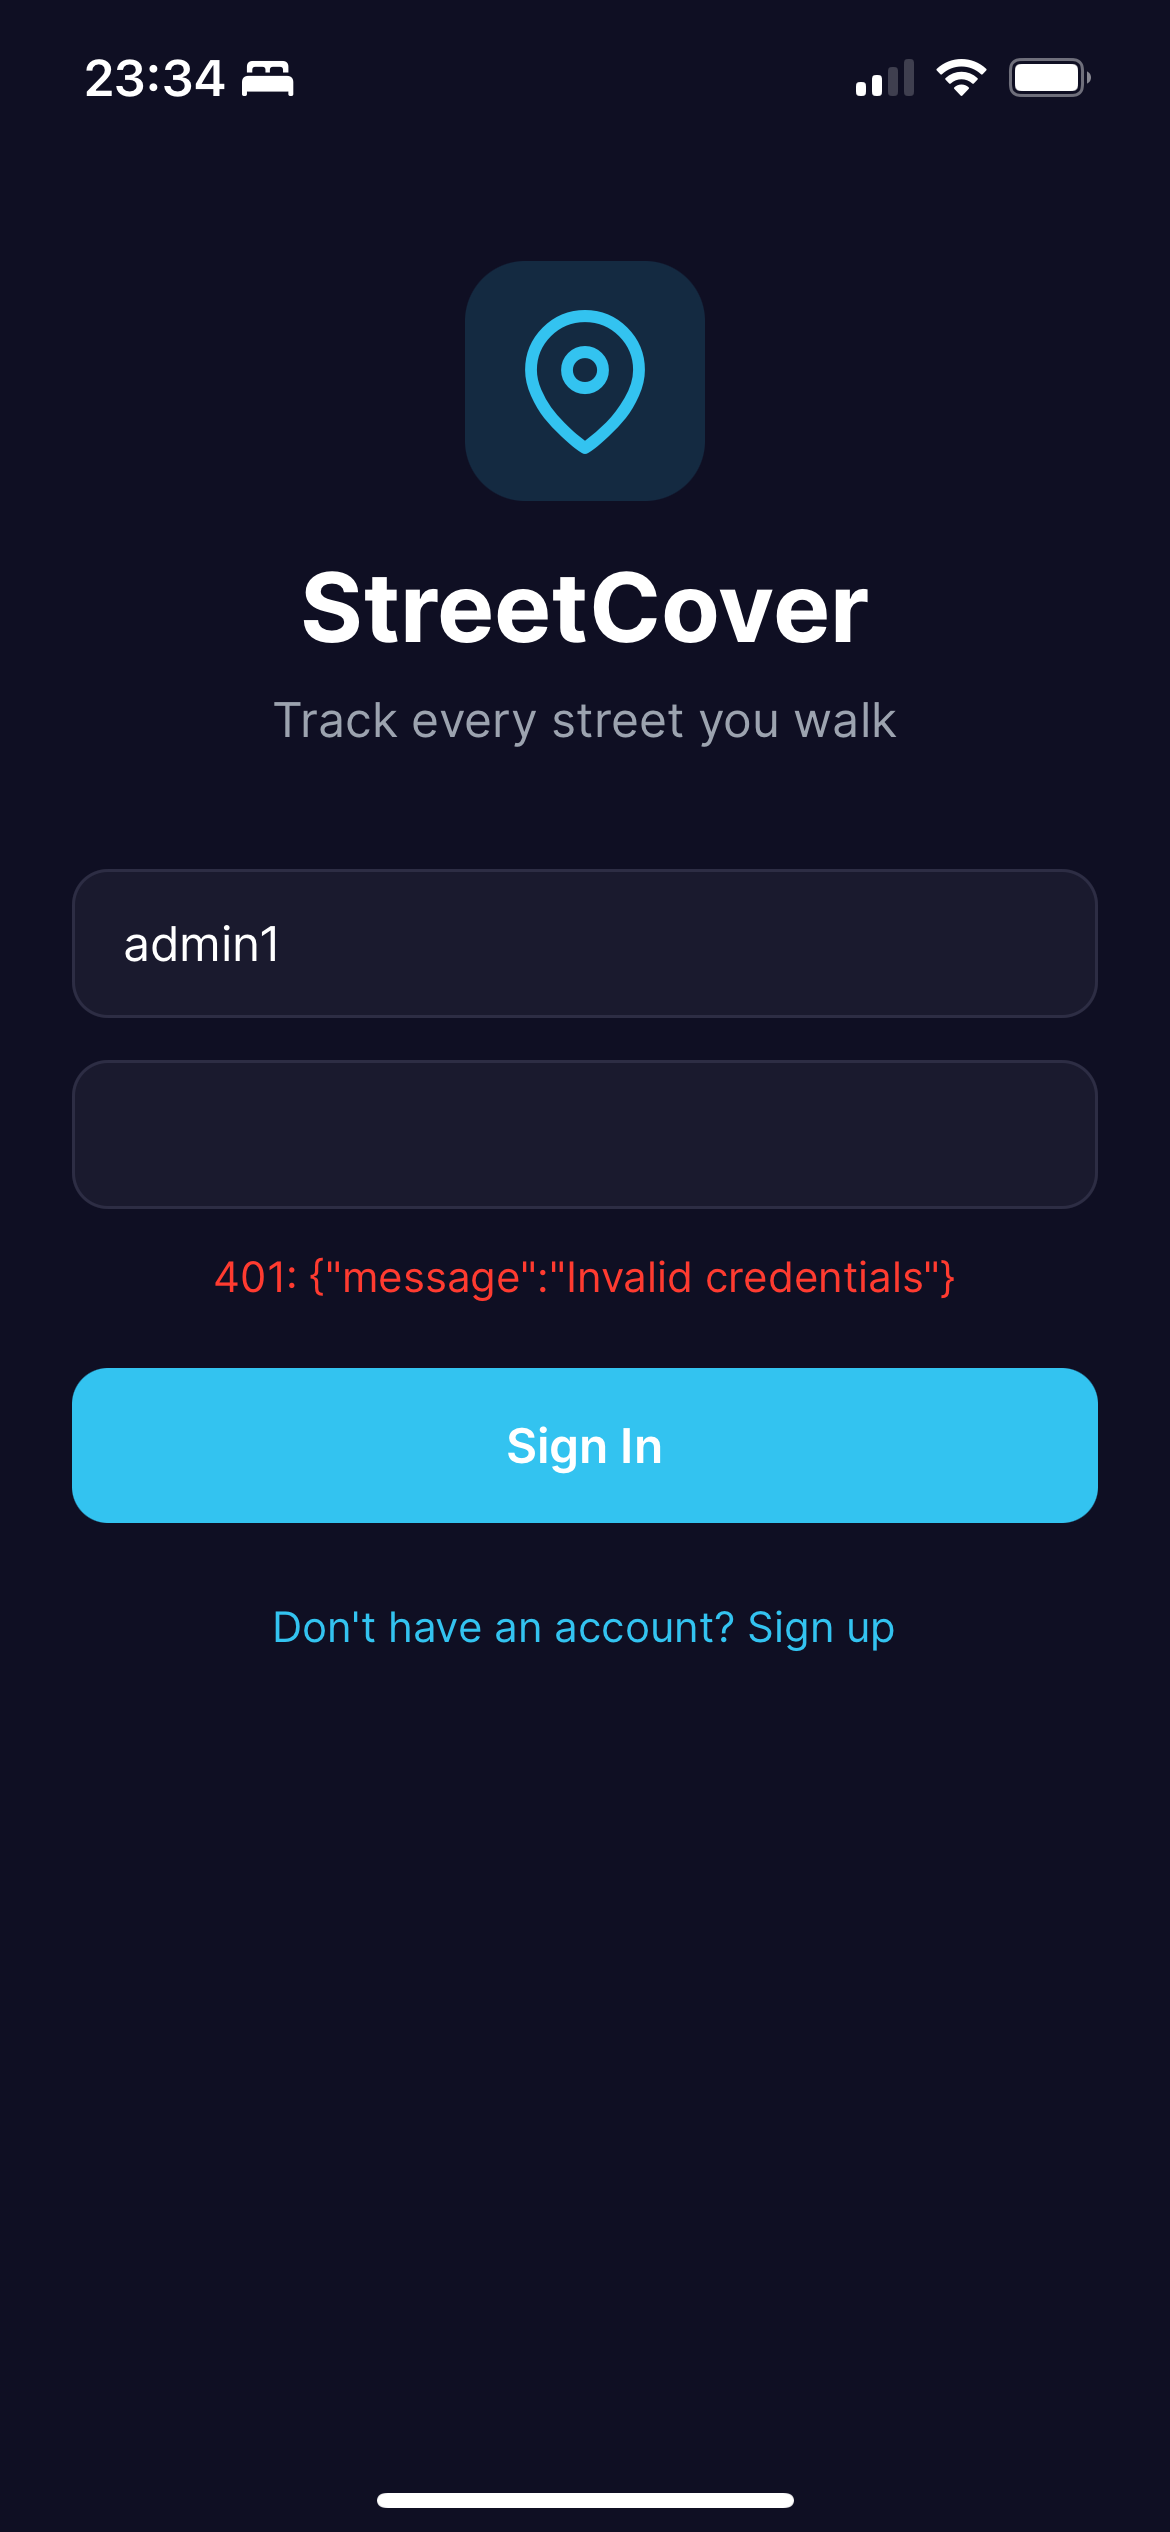 23:34
StreetCover
Track every street you walk
admin1
401: {"message":"Invalid credentials"}
Sign In
Don't have an account? Sign up